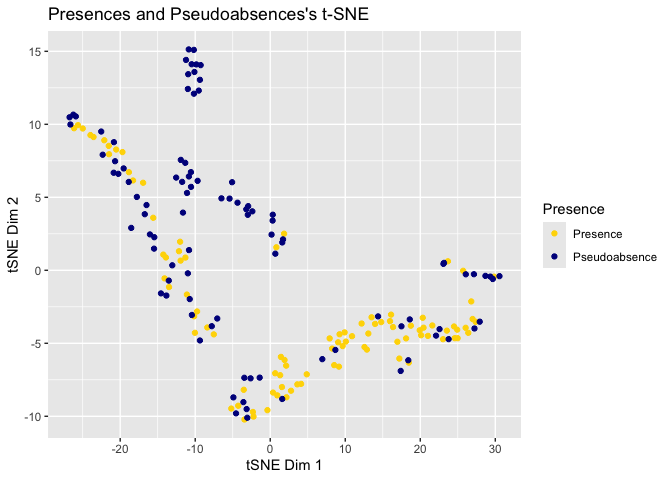 Presences and Pseudoabsences's t-SNE
15
10
5
0
-5
-10
-20
-10
0
10
20
30
tSNE Dim 1
tSNE Dim 2
Presence
Presence
Pseudoabsence